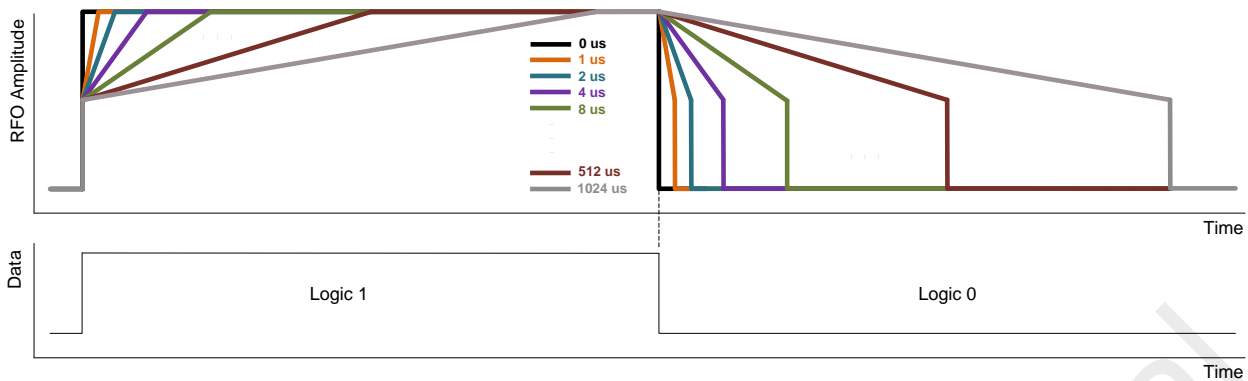 RFO Amplitude
0 us
1 us
2 us
4 us
8 us
512 us
1024 us
Time
Data
Logic 1
Logic 0
Time